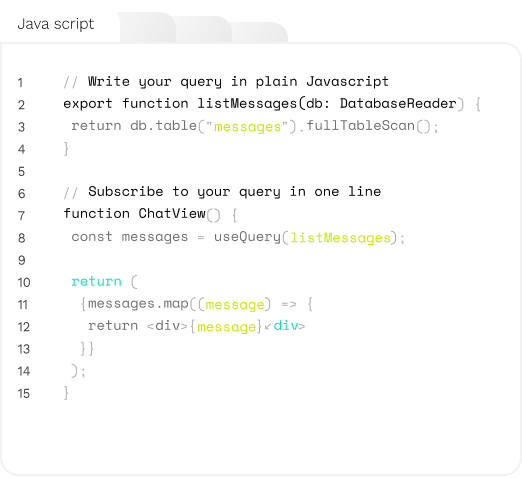 Java script
1 // Write your query in plain Javascript
2 export function listMessages(db: DatabaseReader) {
3 return db.table("messages").fullTableScan();
4 }
5
6 // Subscribe to your query in one line
7 function ChatView() {
8 const messages = useQuery(listMessages);
9
10 return (
11 {messages.map((message) => {
12 return <div>{message}↙div>
13 }}
14 );
15 }